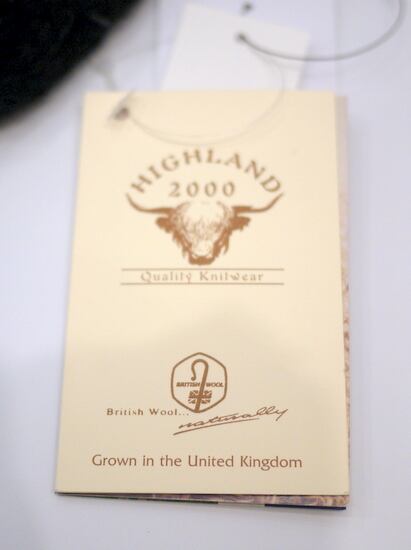 HIGHLAND
2000
Quality Knitwear
BRITISH WOOL
British Wool...
naturally
Grown in the United Kingdom